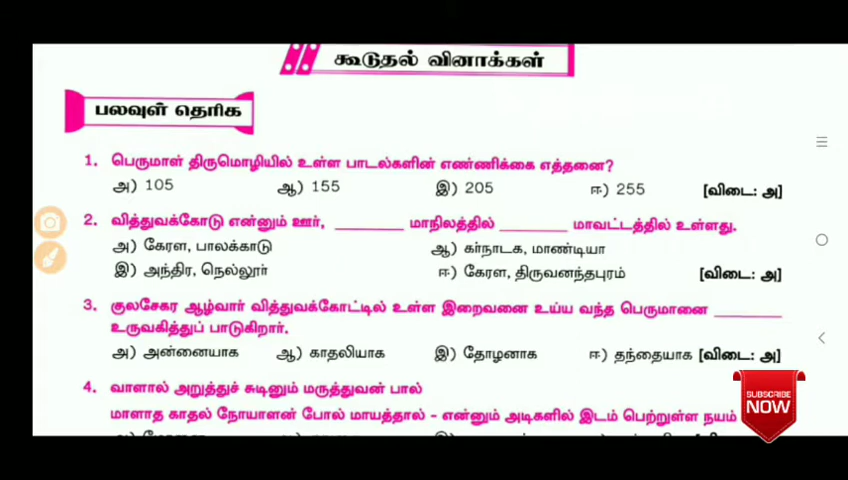 கூடுதல் வினாக்கள்
பலவுள் தெரிக
1. பெருமாள் திருமொழியில் உள்ள பாடல்களின் எண்ணிக்கை எத்தனை?
அ) 105 ஆ) 155 இ) 205 ஈ) 255 [விடை: அ]
2. வித்துவக்கோடு என்னும் ஊர், ________ மாநிலத்தில் ________ மாவட்டத்தில் உள்ளது.
அ) கேரள, பாலக்காடு ஆ) கர்நாடக, மாண்டியா
இ) அந்திர, நெல்லூர் ஈ) கேரள, திருவனந்தபுரம் [விடை: அ]
3. குலசேகர ஆழ்வார் வித்துவக்கோட்டில் உள்ள இறைவனை உய்ய வந்த பெருமானை ________
உருவகித்துப் பாடுகிறார்.
அ) அன்னையாக ஆ) காதலியாக இ) தோழனாக ஈ) தந்தையாக [விடை: அ]
4. வாளால் அறுத்துச் சுடினும் மருத்துவன் பால்
மாளாத காதல் நோயாளன் போல் மாயத்தால் - என்னும் அடிகளில் இடம் பெற்றுள்ள நயம்
SUBSCRIBE
NOW